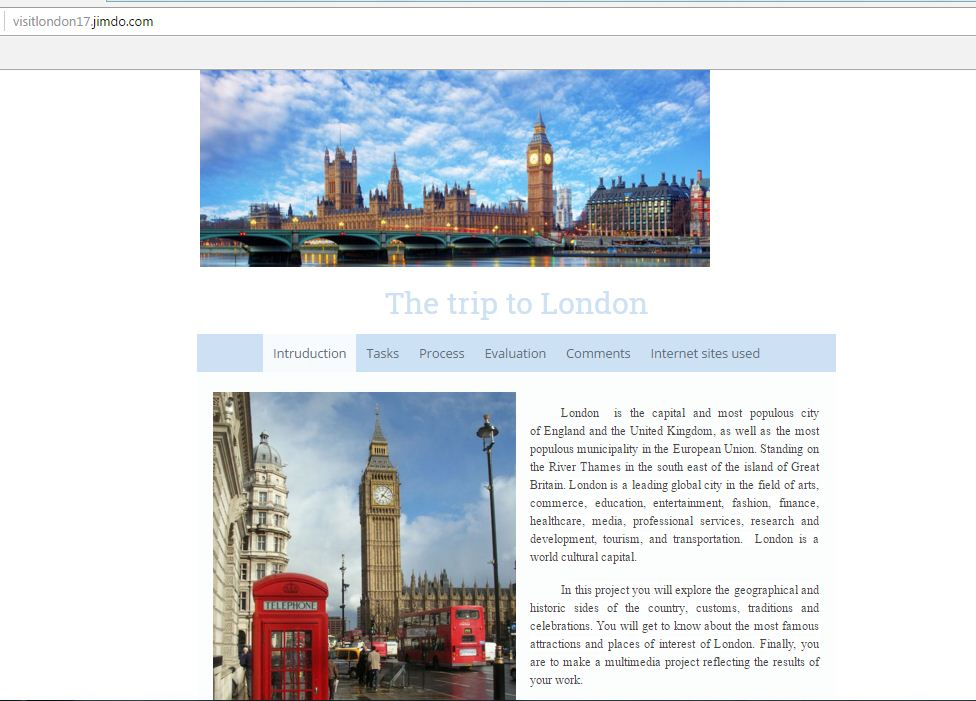 visitlondon17.jimdo.com
The trip to London
Intruduction Tasks Process Evaluation Comments Internet sites used
TELEPHONE
London is the capital and most populous city
of England and the United Kingdom, as well as the most
populous municipality in the European Union. Standing on
the River Thames in the south east of the island of Great
Britain. London is a leading global city in the field of arts,
commerce, education, entertainment, fashion, finance,
healthcare, media, professional services, research and
development, tourism, and transportation. London is a
world cultural capital.
In this project you will explore the geographical and
historic sides of the country, customs, traditions and
celebrations. You will get to know about the most famous
attractions and places of interest of London. Finally, you
are to make a multimedia project reflecting the results of
your work.